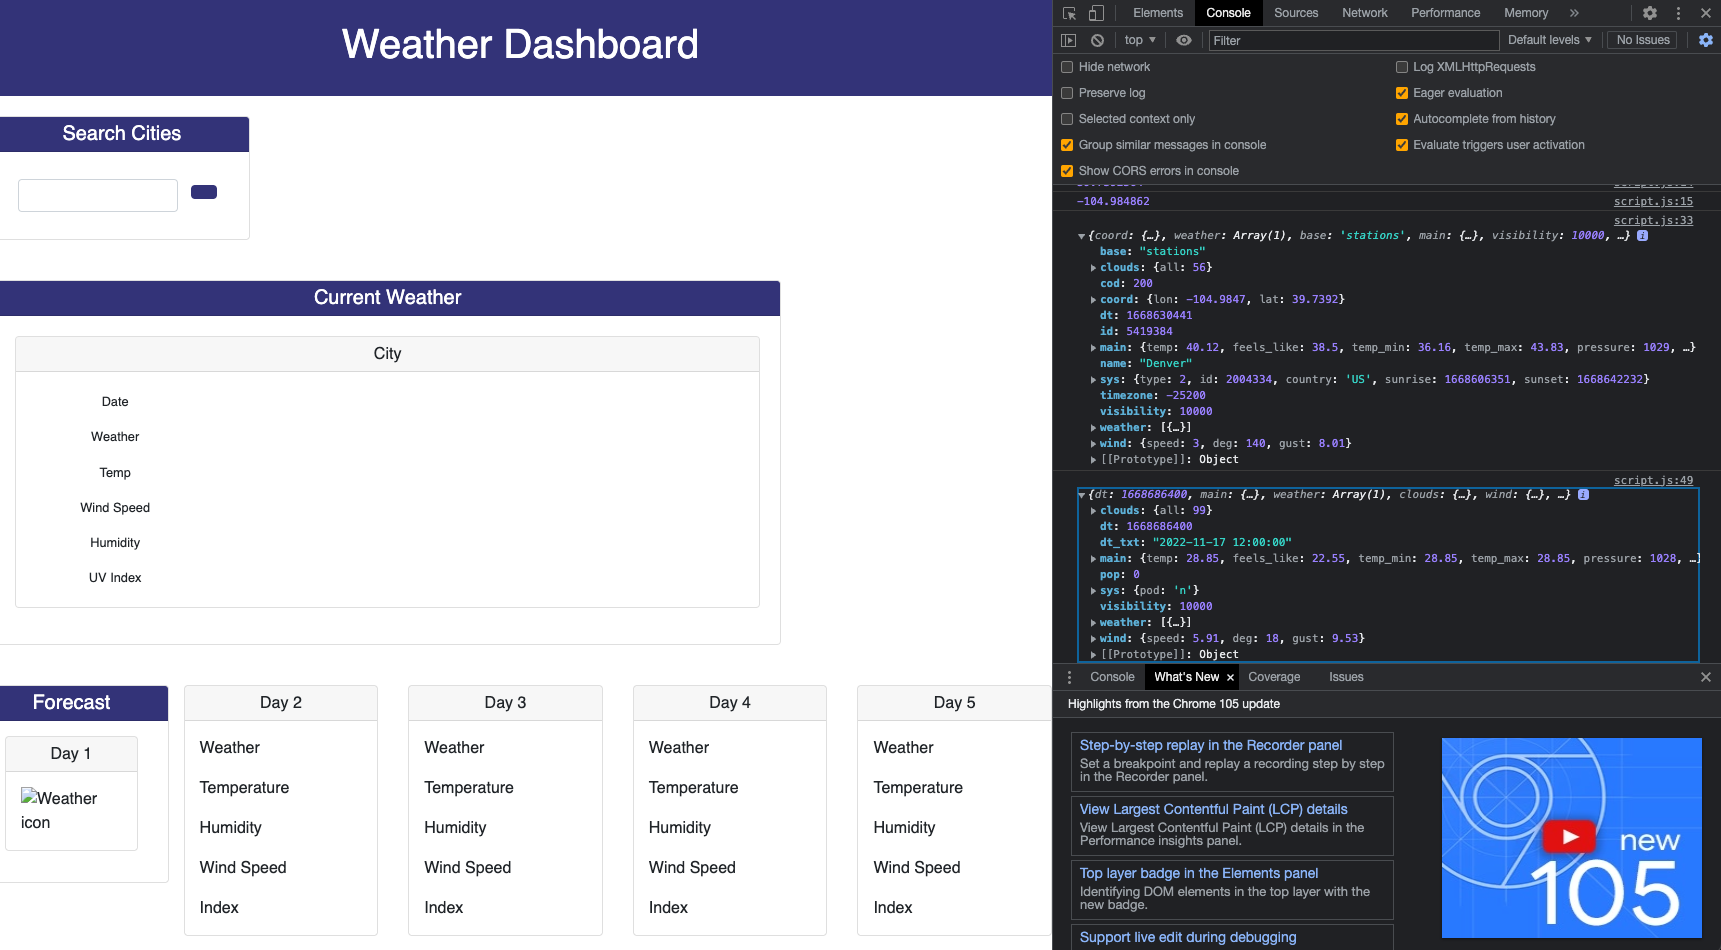 Weather Dashboard
Search Cities
Current Weather
City
Date
Weather
Temp
Wind Speed
Humidity
UV Index
Forecast
Day 1
Weather icon
Day 2
Weather
Temperature
Humidity
Wind Speed
Index
Day 3
Weather
Temperature
Humidity
Wind Speed
Index
Day 4
Weather
Temperature
Humidity
Wind Speed
Index
Day 5
Weather
Temperature
Humidity
Wind Speed
Index
Elements Console Sources Network Performance Memory »
top Filter Default levels No Issues
Hide network Log XMLHttpRequests
Preserve log Eager evaluation
Selected context only Autocomplete from history
Group similar messages in console Evaluate triggers user activation
Show CORS errors in console
-104.984862 script.js:15
script.js:33
{coord: {…}, weather: Array(1), base: 'stations', main: {…}, visibility: 10000, …}
base: "stations"
clouds: {all: 56}
cod: 200
coord: {lon: -104.9847, lat: 39.7392}
dt: 1668630441
id: 5419384
main: {temp: 40.12, feels_like: 38.5, temp_min: 36.16, temp_max: 43.83, pressure: 1029, …}
name: "Denver"
sys: {type: 2, id: 2004334, country: 'US', sunrise: 1668606351, sunset: 1668642232}
timezone: -25200
visibility: 10000
weather: [{…}]
wind: {speed: 3, deg: 140, gust: 8.01}
[[Prototype]]: Object
script.js:49
{dt: 1668686400, main: {…}, weather: Array(1), clouds: {…}, wind: {…}, …}
clouds: {all: 99}
dt: 1668686400
dt_txt: "2022-11-17 12:00:00"
main: {temp: 28.85, feels_like: 22.55, temp_min: 28.85, temp_max: 28.85, pressure: 1028, …}
pop: 0
sys: {pod: 'n'}
visibility: 10000
weather: [{…}]
wind: {speed: 5.91, deg: 18, gust: 9.53}
[[Prototype]]: Object
Console What's New × Coverage Issues
Highlights from the Chrome 105 update
Step-by-step replay in the Recorder panel
Set a breakpoint and replay a recording step by step
in the Recorder panel.
View Largest Contentful Paint (LCP) details
View Largest Contentful Paint (LCP) details in the
Performance insights panel.
Top layer badge in the Elements panel
Identifying DOM elements in the top layer with the
new badge.
Support live edit during debugging
new
105